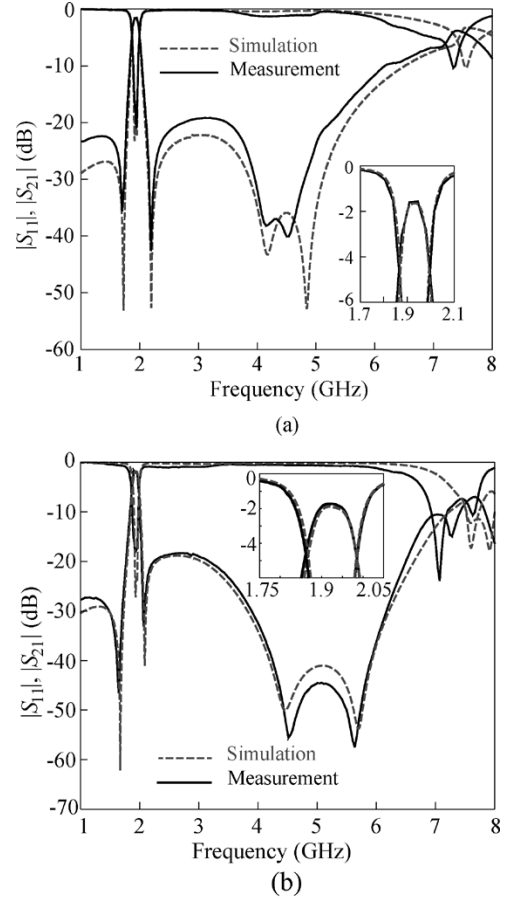 0
-10
-20
-30
-40
-50
-60
|S11|, |S21| (dB)
Simulation
Measurement
0
-2
-4
-6
1.7 1.9 2.1
1 2 3 4 5 6 7 8
Frequency (GHz)
(a)
0
-10
-20
-30
-40
-50
-60
-70
|S11|, |S21| (dB)
0
-2
-4
1.75 1.9 2.05
Simulation
Measurement
1 2 3 4 5 6 7 8
Frequency (GHz)
(b)